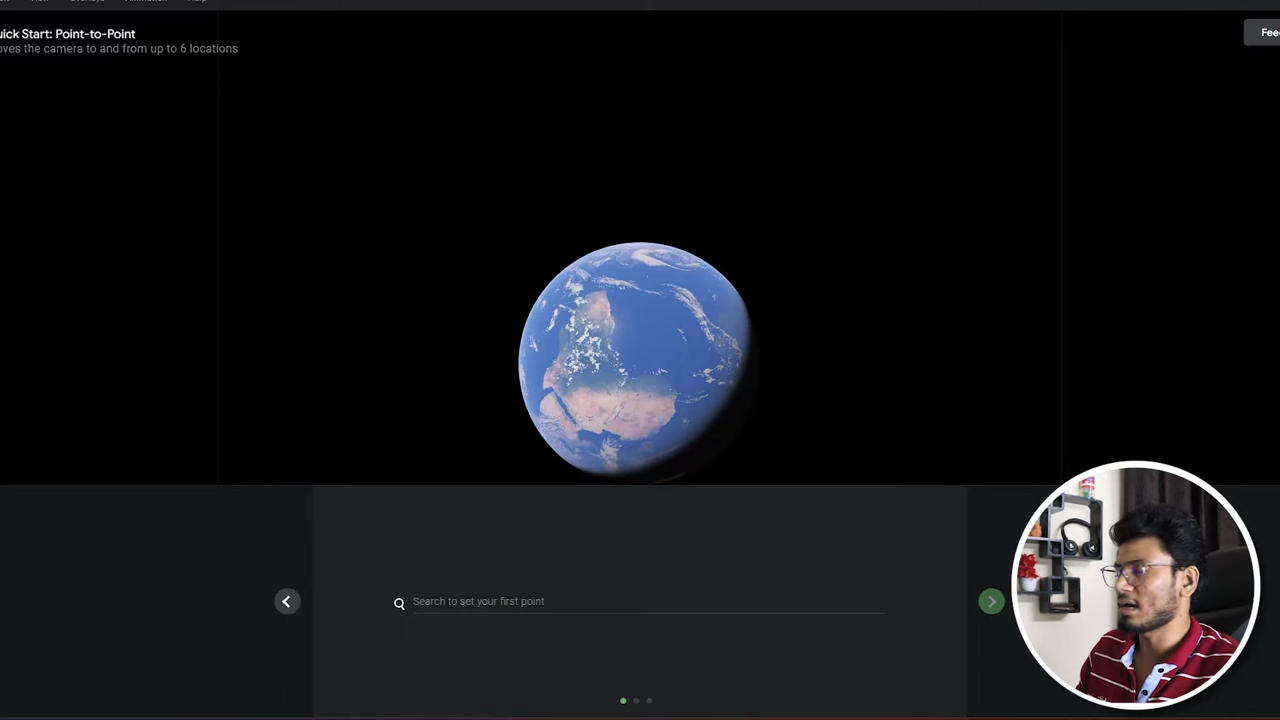 uick Start: Point-to-Point
oves the camera to and from up to 6 locations
Fee
Search to set your first point